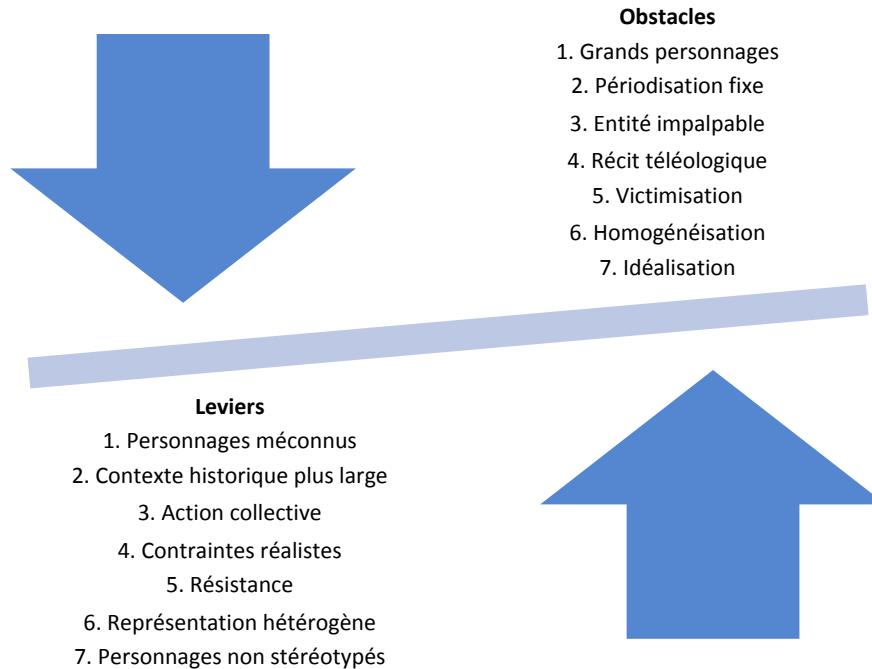 Obstacles
1. Grands personnages
2. Périodisation fixe
3. Entité impalpable
4. Récit téléologique
5. Victimisation
6. Homogénéisation
7. Idéalisation
Leviers
1. Personnages méconnus
2. Contexte historique plus large
3. Action collective
4. Contraintes réalistes
5. Résistance
6. Représentation hétérogène
7. Personnages non stéréotypés